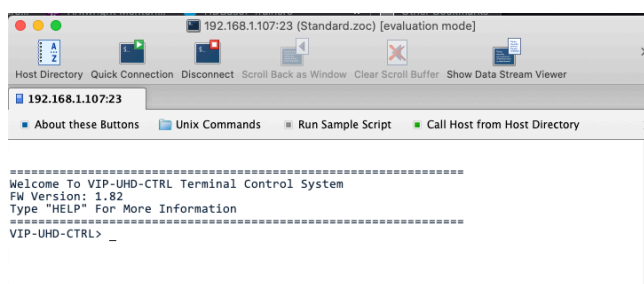 192.168.1.107:23 (Standard.zoc) [evaluation mode]
Host Directory Quick Connection Disconnect Scroll Back as Window Clear Scroll Buffer Show Data Stream Viewer
192.168.1.107:23
About these Buttons Unix Commands Run Sample Script Call Host from Host Directory
================================================================
Welcome To VIP-UHD-CTRL Terminal Control System
FW Version: 1.82
Type "HELP" For More Information
================================================================
VIP-UHD-CTRL> _